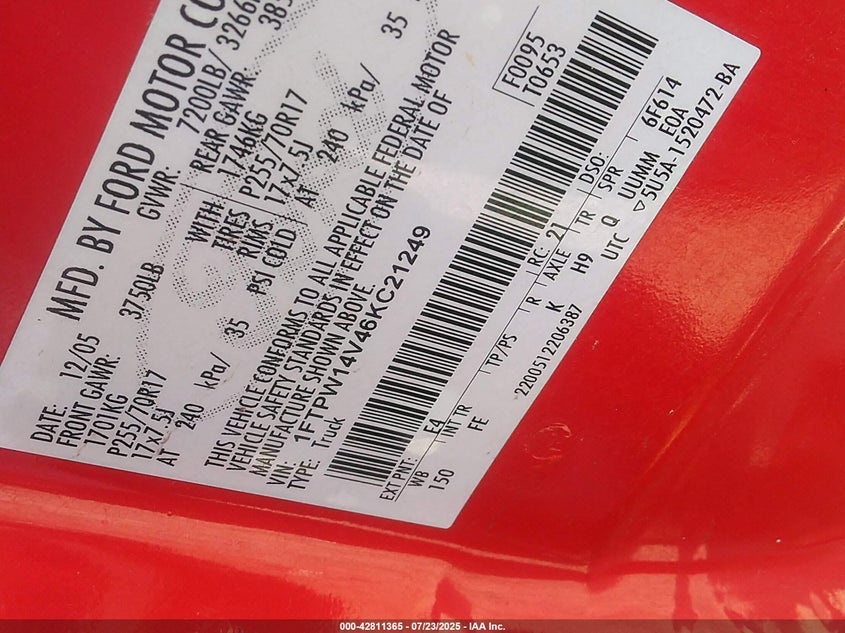 MFD. BY FORD MOTOR CO
DATE: 12/05 GVWR: 7200LB/ 3266
FRONT GAWR: 3750LB REAR GAWR: 385
1701KG 1746KG
P255/70R17 WITH P255/70R17
17x7.5J TIRES 17x7.5J
RIMS
AT 240 kPa/ 35 PSI COLD AT 240 kPa/ 35
THIS VEHICLE CONFORMS TO ALL APPLICABLE FEDERAL MOTOR
VEHICLE SAFETY STANDARDS IN EFFECT ON THE DATE OF
MANUFACTURE SHOWN ABOVE.
VIN: 1FTPW14V46KC21249
TYPE: Truck
F0095
T0653
EXT PNT: E4 RC: 21 DSO:
WB INT TR TP/PS R AXLE TR SPR
150 FE K H9 Q UUMM
6F614
E0A
2200512206387 UTC ▽5U5A-1520472-BA
000-42811365 - 07/23/2025 - IAA Inc.